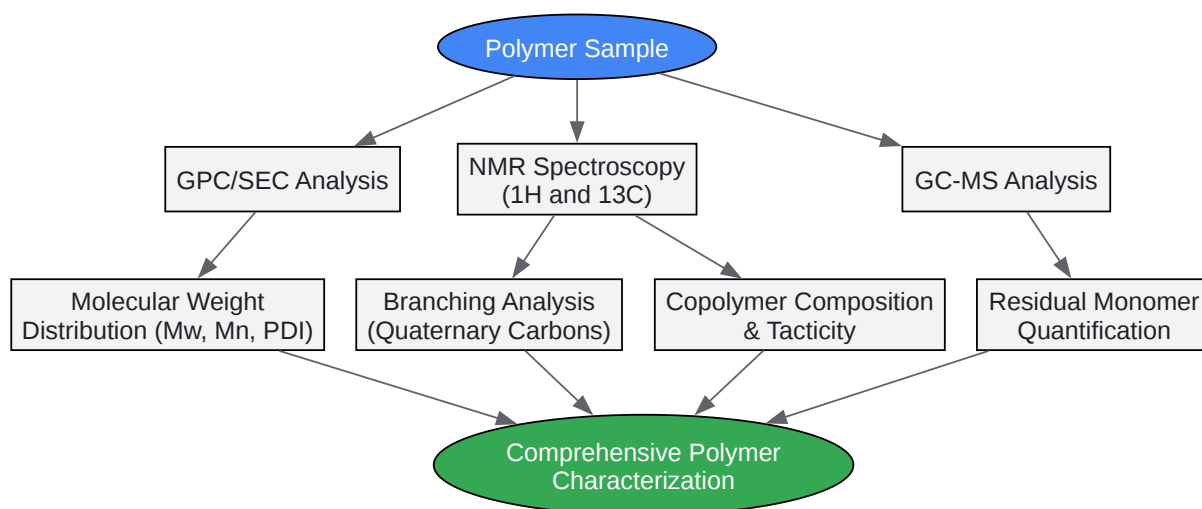 Polymer Sample
GPC/SEC Analysis
NMR Spectroscopy
(1H and 13C)
GC-MS Analysis
Molecular Weight
Distribution (Mw, Mn, PDI)
Branching Analysis
(Quaternary Carbons)
Copolymer Composition
& Tacticity
Residual Monomer
Quantification
Comprehensive Polymer
Characterization